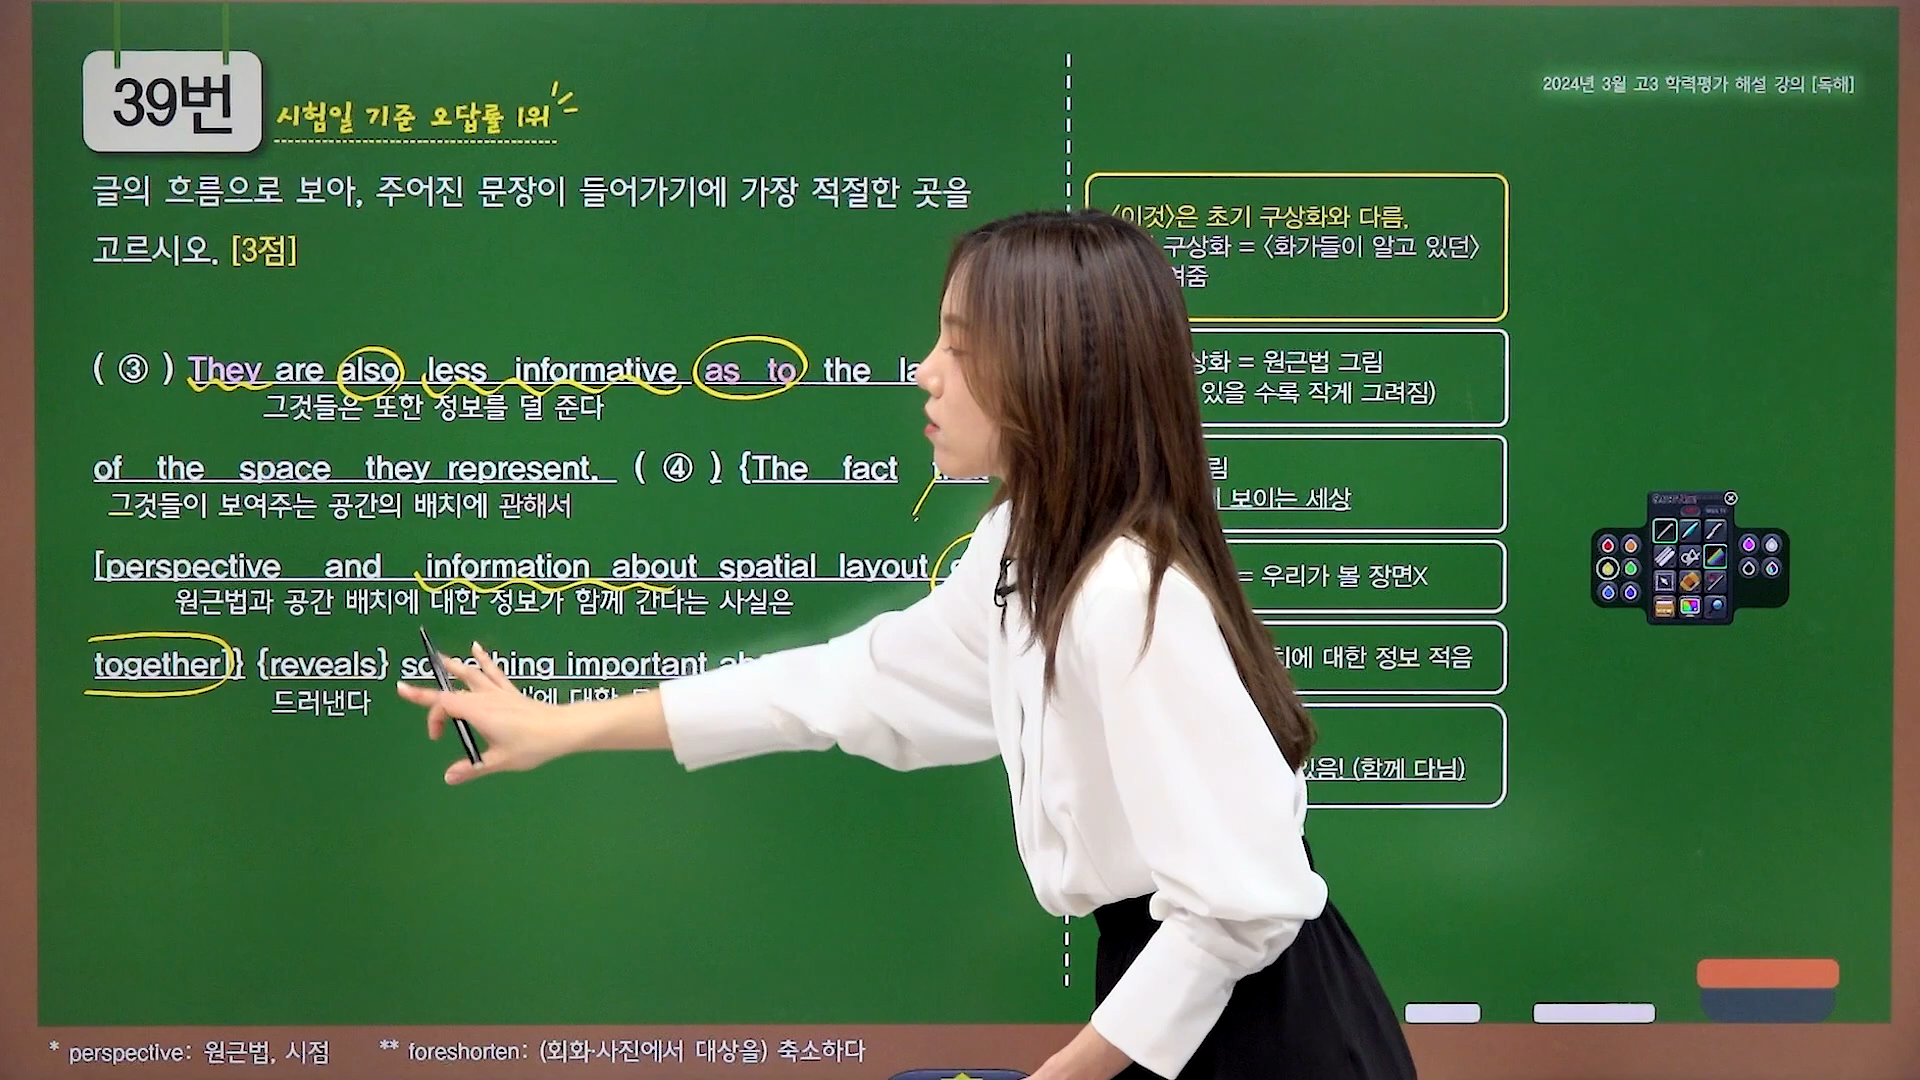 39번
시험일 기준 오답률 1위
2024년 3월 고3 학력평가 해설 강의 [독해]
글의 흐름으로 보아, 주어진 문장이 들어가기에 가장 적절한 곳을
고르시오. [3점]
( ③ ) They are also less informative as to the
그것들은 또한 정보를 덜 준다
of the space they represent. ( ④ ) {The fact
그것들이 보여주는 공간의 배치에 관해서
[perspective and information about spatial layout
원근법과 공간 배치에 대한 정보가 함께 간다는 사실은
together]} {reveals} something important
드러낸다
〈이것〉은 초기 구상화와 다름,
구상화 = 〈화가들이 알고 있던〉
여줌
상화 = 원근법 그림
있을 수록 작게 그려짐)
림
보이는 세상
= 우리가 볼 장면X
치에 대한 정보 적음
있음! (함께 다님)
* perspective: 원근법, 시점 ** foreshorten: (회화·사진에서 대상을) 축소하다